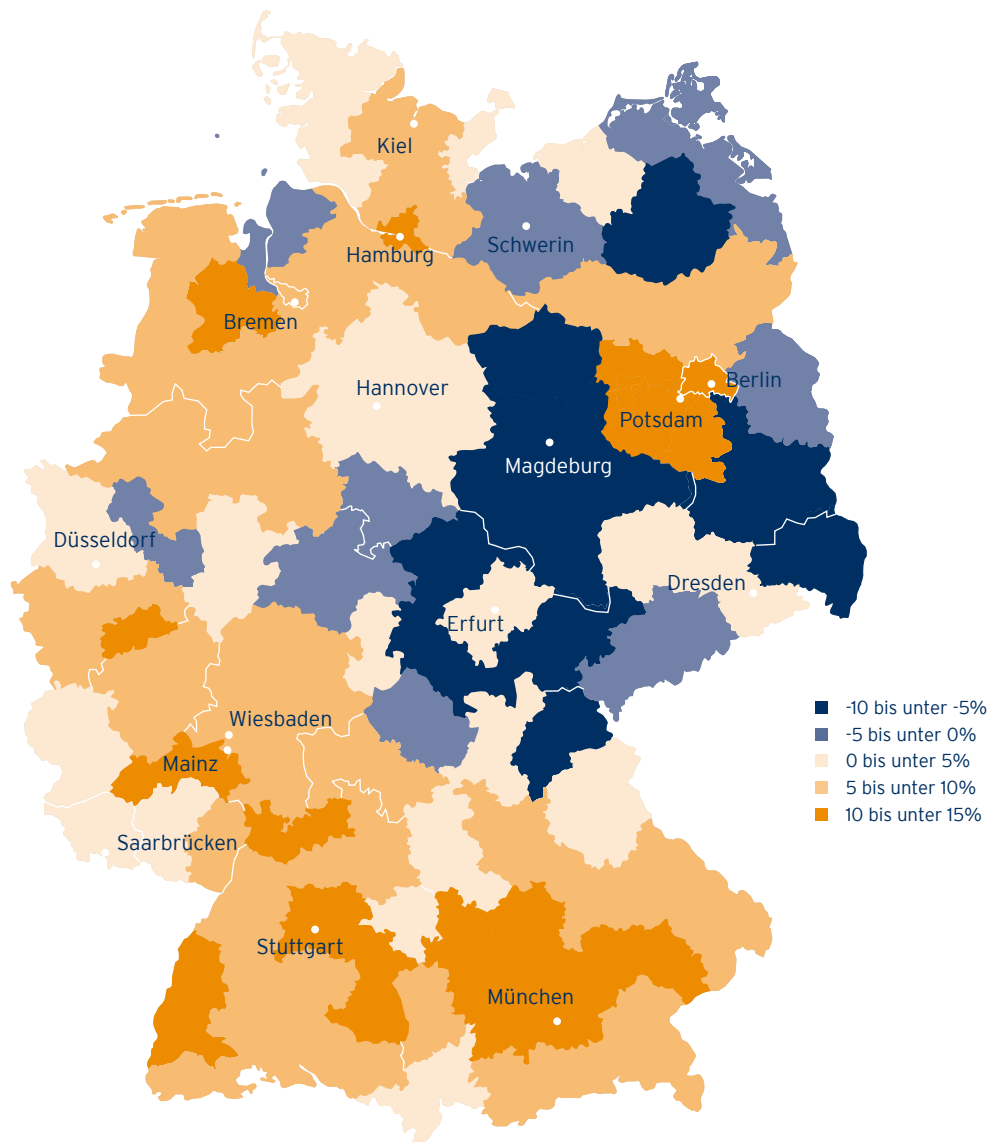 Kiel
Schwerin
Hamburg
Bremen
Berlin
Hannover
Potsdam
Magdeburg
Düsseldorf
Dresden
Erfurt
Wiesbaden
Mainz
Saarbrücken
Stuttgart
München
-10 bis unter -5%
-5 bis unter 0%
0 bis unter 5%
5 bis unter 10%
10 bis unter 15%